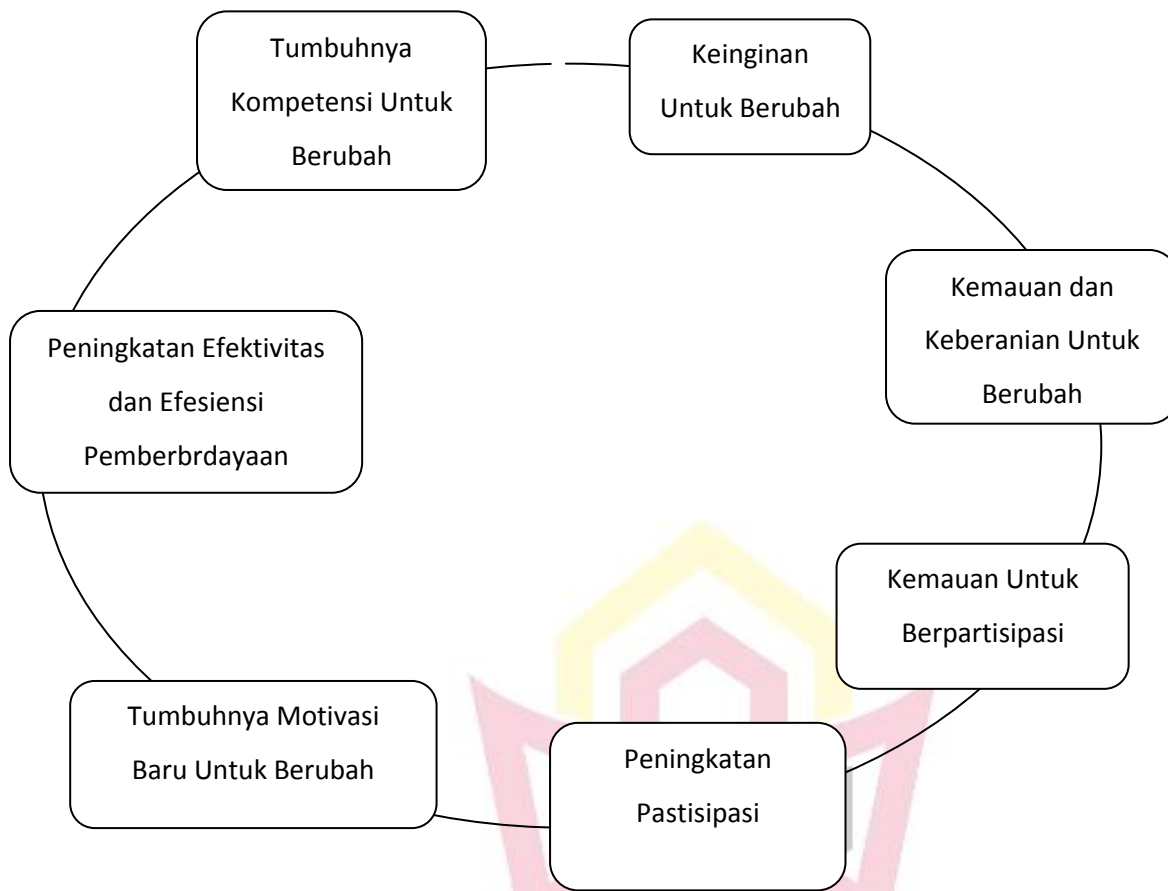 Tumbuhnya
Kompetensi Untuk
Berubah
Keinginan
Untuk Berubah
Kemauan dan
Keberanian Untuk
Berubah
Peningkatan Efektivitas
dan Efesiensi
Pemberbrdayaan
Kemauan Untuk
Berpartisipasi
Tumbuhnya Motivasi
Baru Untuk Berubah
Peningkatan
Pastisipasi